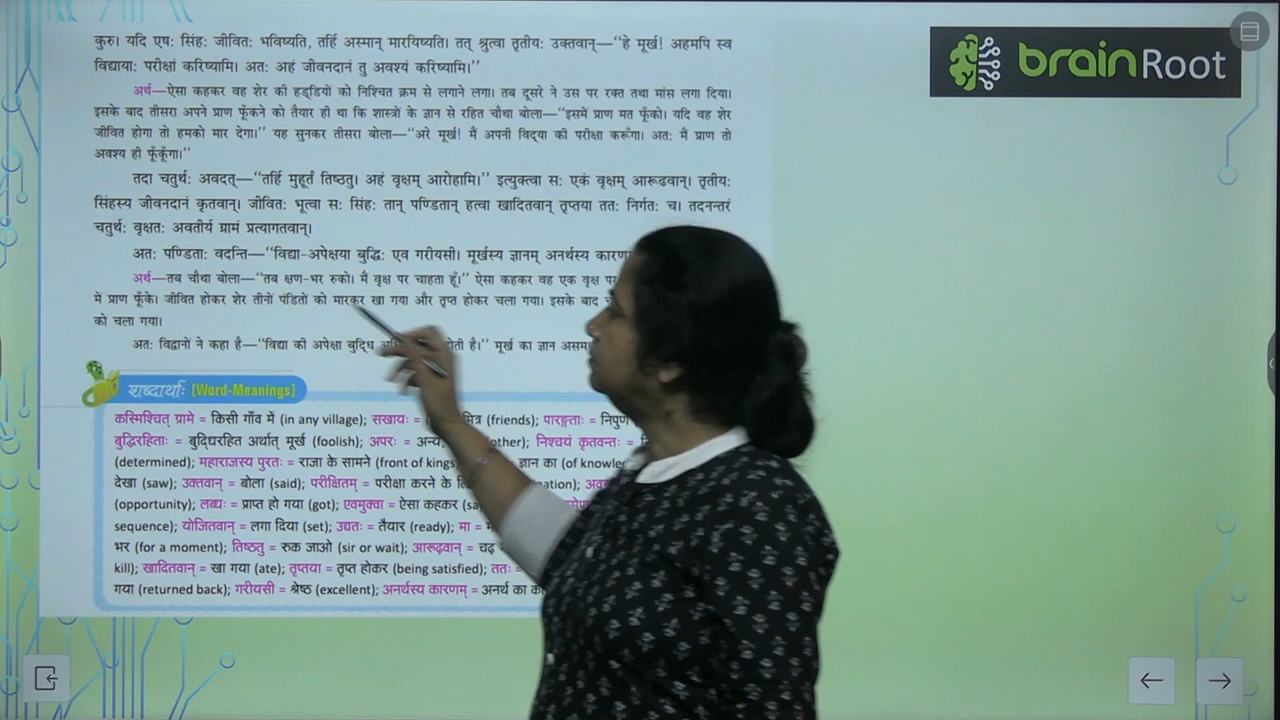 कुरु। यदि एषः सिंहः जीवितः भविष्यति, तर्हि अस्मान् मारयिष्यति। तत् श्रुत्वा तृतीयः उक्तवान्—“हे मूर्ख! अहमपि स्व
विद्यायाः परीक्षां करिष्यामि। अतः अहं जीवनदानं तु अवश्यं करिष्यामि।”
अर्थ—ऐसा कहकर वह शेर की हड्डियों को निश्चित क्रम से लगाने लगा। तब दूसरे ने उस पर रक्त तथा मांस लगा दिया।
इसके बाद तीसरा अपने प्राण फूँकने को तैयार ही था कि शास्त्रों के ज्ञान से रहित चौथा बोला—“इसमें प्राण मत फूँको। यदि वह शेर
जीवित होगा तो हमको मार देगा।” यह सुनकर तीसरा बोला—“अरे मूर्ख! मैं अपनी विद्या की परीक्षा करूँगा। अतः मैं प्राण तो
अवश्य ही फूँकूँगा।”
तदा चतुर्थः अवदत्—“तर्हि मुहूर्तं तिष्ठतु। अहं वृक्षम् आरोहामि।” इत्युक्त्वा सः एकं वृक्षम् आरूढवान्। तृतीयः
सिंहस्य जीवनदानं कृतवान्। जीवितः भूत्वा सः सिंहः तान् पण्डितान् हत्वा खादितवान् तृप्तया ततः निर्गतः च। तदनन्तरं
चतुर्थः वृक्षतः अवतीर्य ग्रामं प्रत्यागतवान्।
अतः पण्डिताः वदन्ति—“विद्या-अपेक्षया बुद्धिः एव गरीयसी। मूर्खस्य ज्ञानम् अनर्थस्य
अर्थ—तब चौथा बोला—“तब क्षण-भर रुको। मैं वृक्ष पर चाहता हूँ।” ऐसा कहकर वह एक वृक्ष
में प्राण फूँके। जीवित होकर शेर तीनों पंडितों को मारकर खा गया और तृप्त होकर चला गया। इसके बाद
को चला गया।
अतः विद्वानों ने कहा है—“विद्या की अपेक्षा बुद्धि होती है।” मूर्ख का ज्ञान
शब्दार्थाः [Word-Meanings]
कस्मिश्चित् ग्रामे = किसी गाँव में (in any village); सखायः = मित्र (friends); पारङ्गताः = निपुण
बुद्धिरहिताः = बुद्धिरहित अर्थात् मूर्ख (foolish); अपरः = निश्चयं कृतवन्तः =
(determined); महाराजस्य पुरतः = राजा के सामने (front of kings ज्ञान का (of
देखा (saw); उक्तवान् = बोला (said); परीक्षितम् = परीक्षा करने के
(opportunity); लब्धः = प्राप्त हो गया (got); एवमुक्वा = ऐसा कहकर
sequence); योजितवान् = लगा दिया (set); उद्यतः = तैयार (ready); मा =
भर (for a moment); तिष्ठतु = रुक जाओ (sir or wait); आरूढ़वान् = चढ़
kill); खादितवान् = खा गया (ate); तृप्तया = तृप्त होकर (being satisfied); ततः =
गया (returned back); गरीयसी = श्रेष्ठ (excellent); अनर्थस्य कारणम् = अनर्थ का
brainRoot